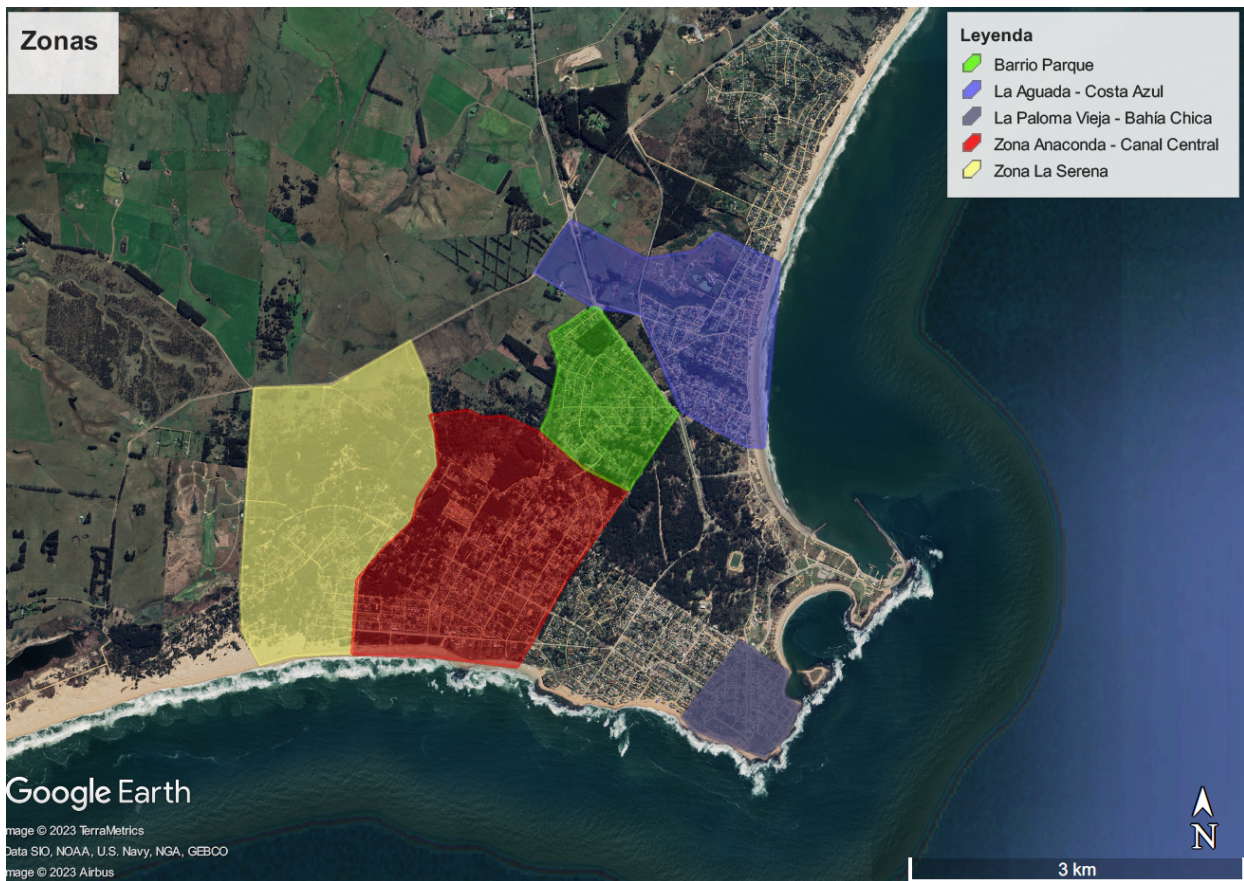 Zonas
Leyenda
Barrio Parque
La Aguada - Costa Azul
La Paloma Vieja - Bahía Chica
Zona Anaconda - Canal Central
Zona La Serena
Google Earth
mage © 2023 TerraMetrics
Data SIO, NOAA, U.S. Navy, NGA, GEBCO
mage © 2023 Airbus
N
3 km